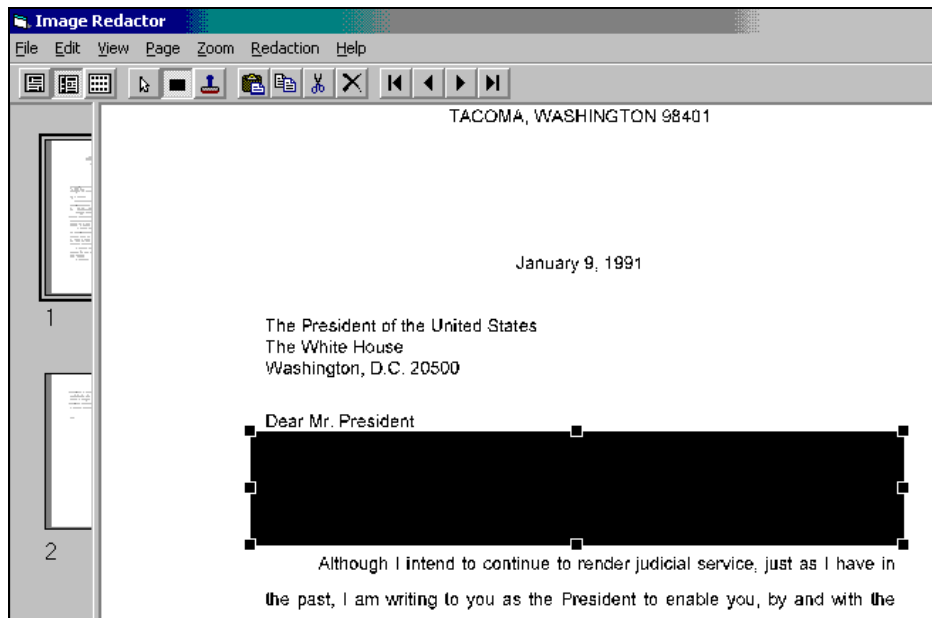 Image Redactor
File Edit View Page Zoom Redaction Help
TACOMA, WASHINGTON 98401
January 9, 1991
1
The President of the United States
The White House
Washington, D.C. 20500
Dear Mr. President
2
Although I intend to continue to render judicial service, just as I have in
the past, I am writing to you as the President to enable you, by and with the